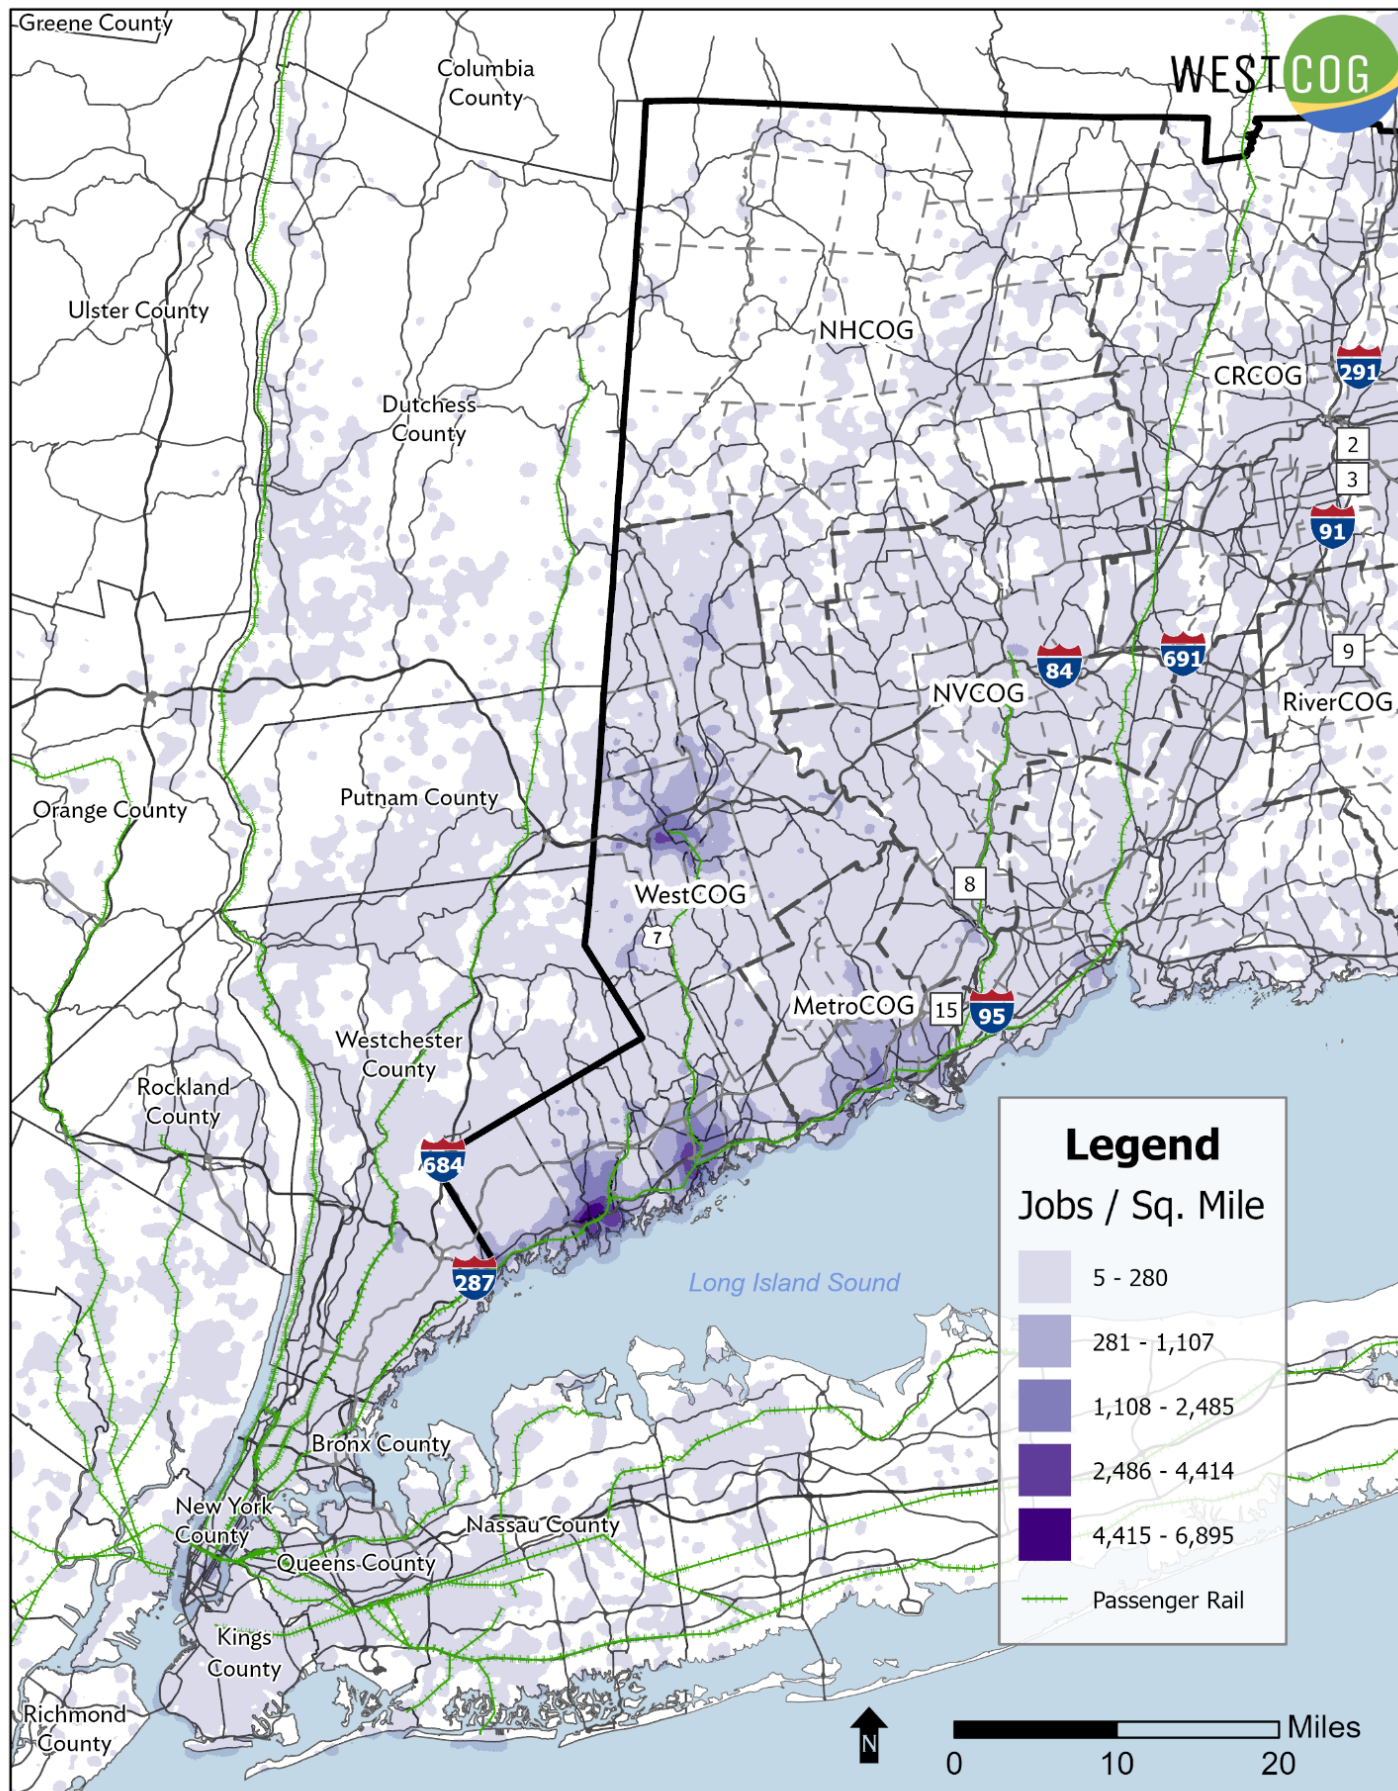 Greene County
Columbia
County
WESTCOG
Ulster County
NHCOG
CRCOG
291
Dutchess
County
2
3
91
84
691
9
NVCOG
RiverCOG
Orange County
Putnam County
WestCOG
8
7
MetroCOG
15
95
Westchester
County
Rockland
County
684
287
Long Island Sound
Legend
Jobs / Sq. Mile
5 - 280
281 - 1,107
1,108 - 2,485
2,486 - 4,414
4,415 - 6,895
Passenger Rail
Bronx County
New York
County
Nassau County
Queens County
Kings
County
Richmond
County
N
Miles
0 10 20